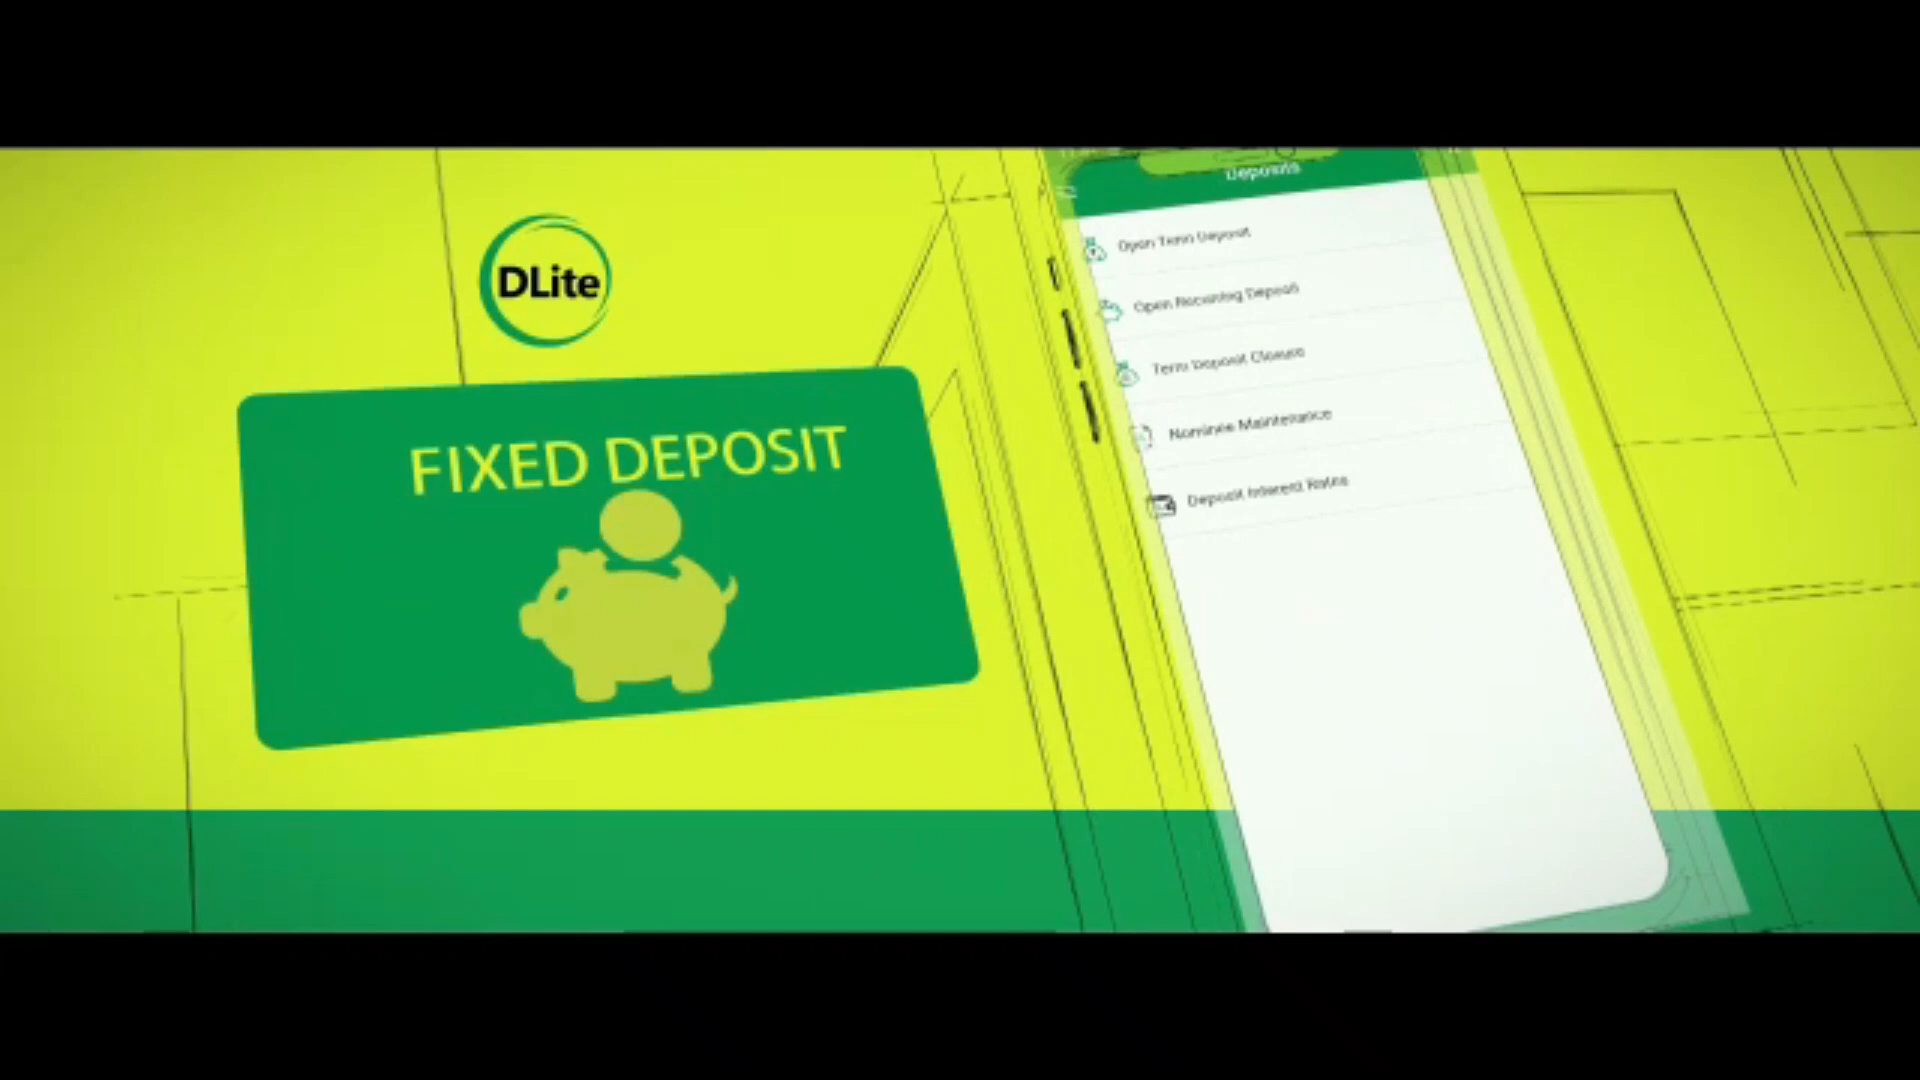 DLite
FIXED DEPOSIT
Deposits
Open Term Deposit
Open Recurring Deposit
Term Deposit Closure
Nominee Maintenance
Deposit Interest Rates